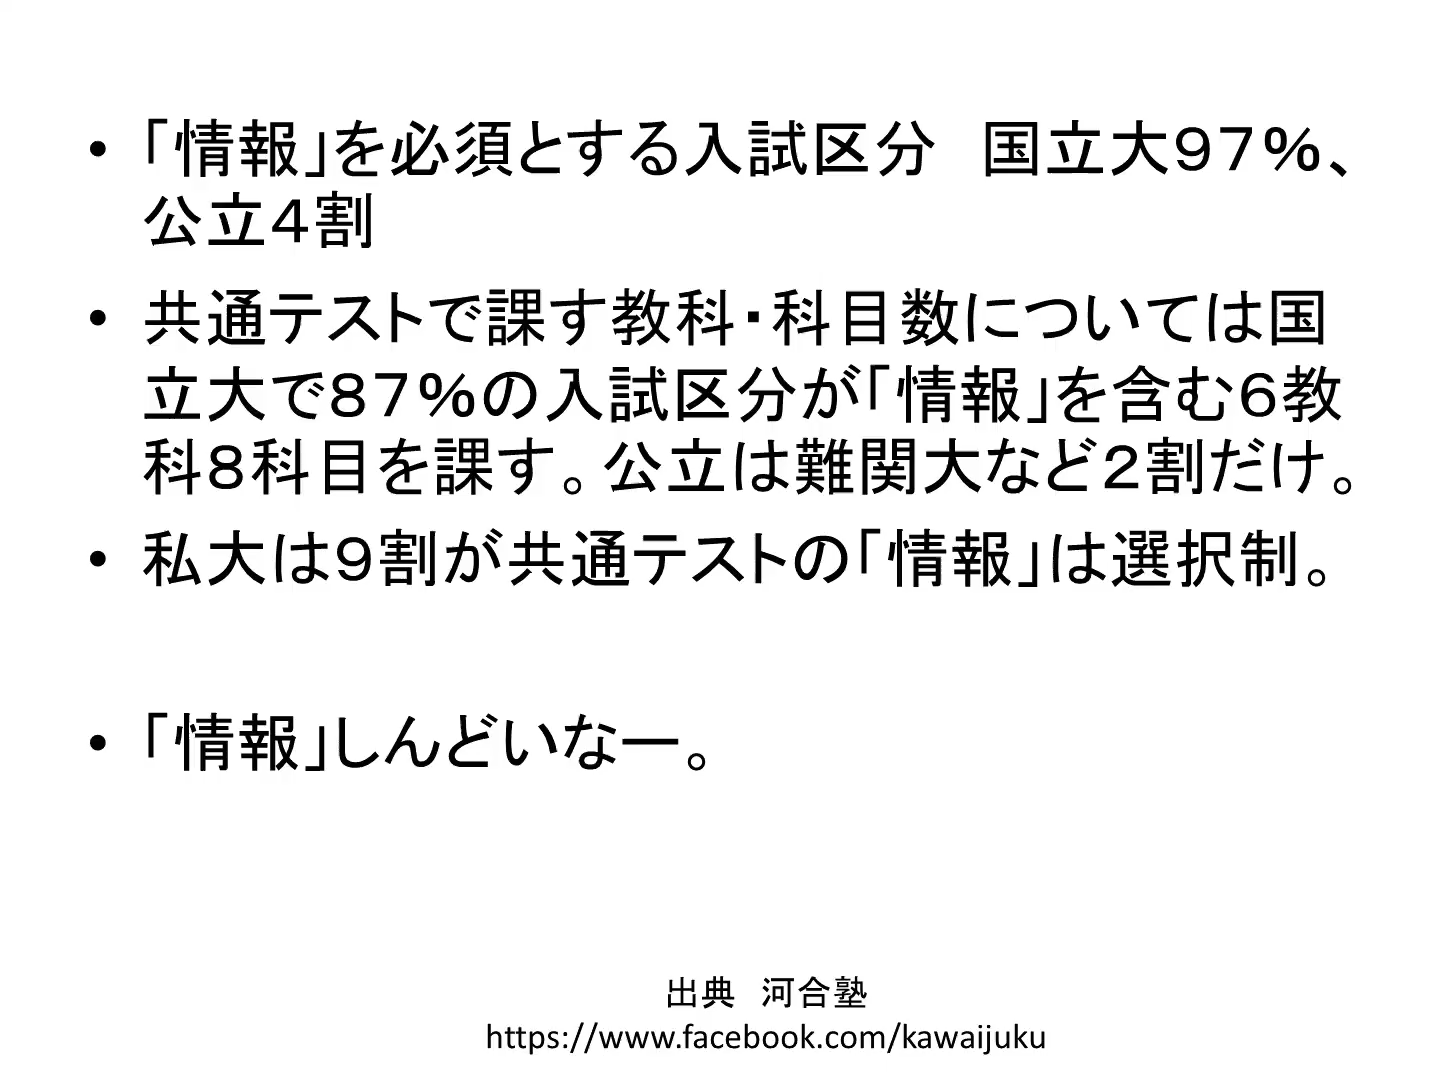 • 「情報」を必須とする入試区分　国立大９７％、
公立４割
• 共通テストで課す教科・科目数については国
立大で８７％の入試区分が「情報」を含む６教
科８科目を課す。公立は難関大など２割だけ。
• 私大は９割が共通テストの「情報」は選択制。
• 「情報」しんどいなー。
出典　河合塾
https://www.facebook.com/kawaijuku